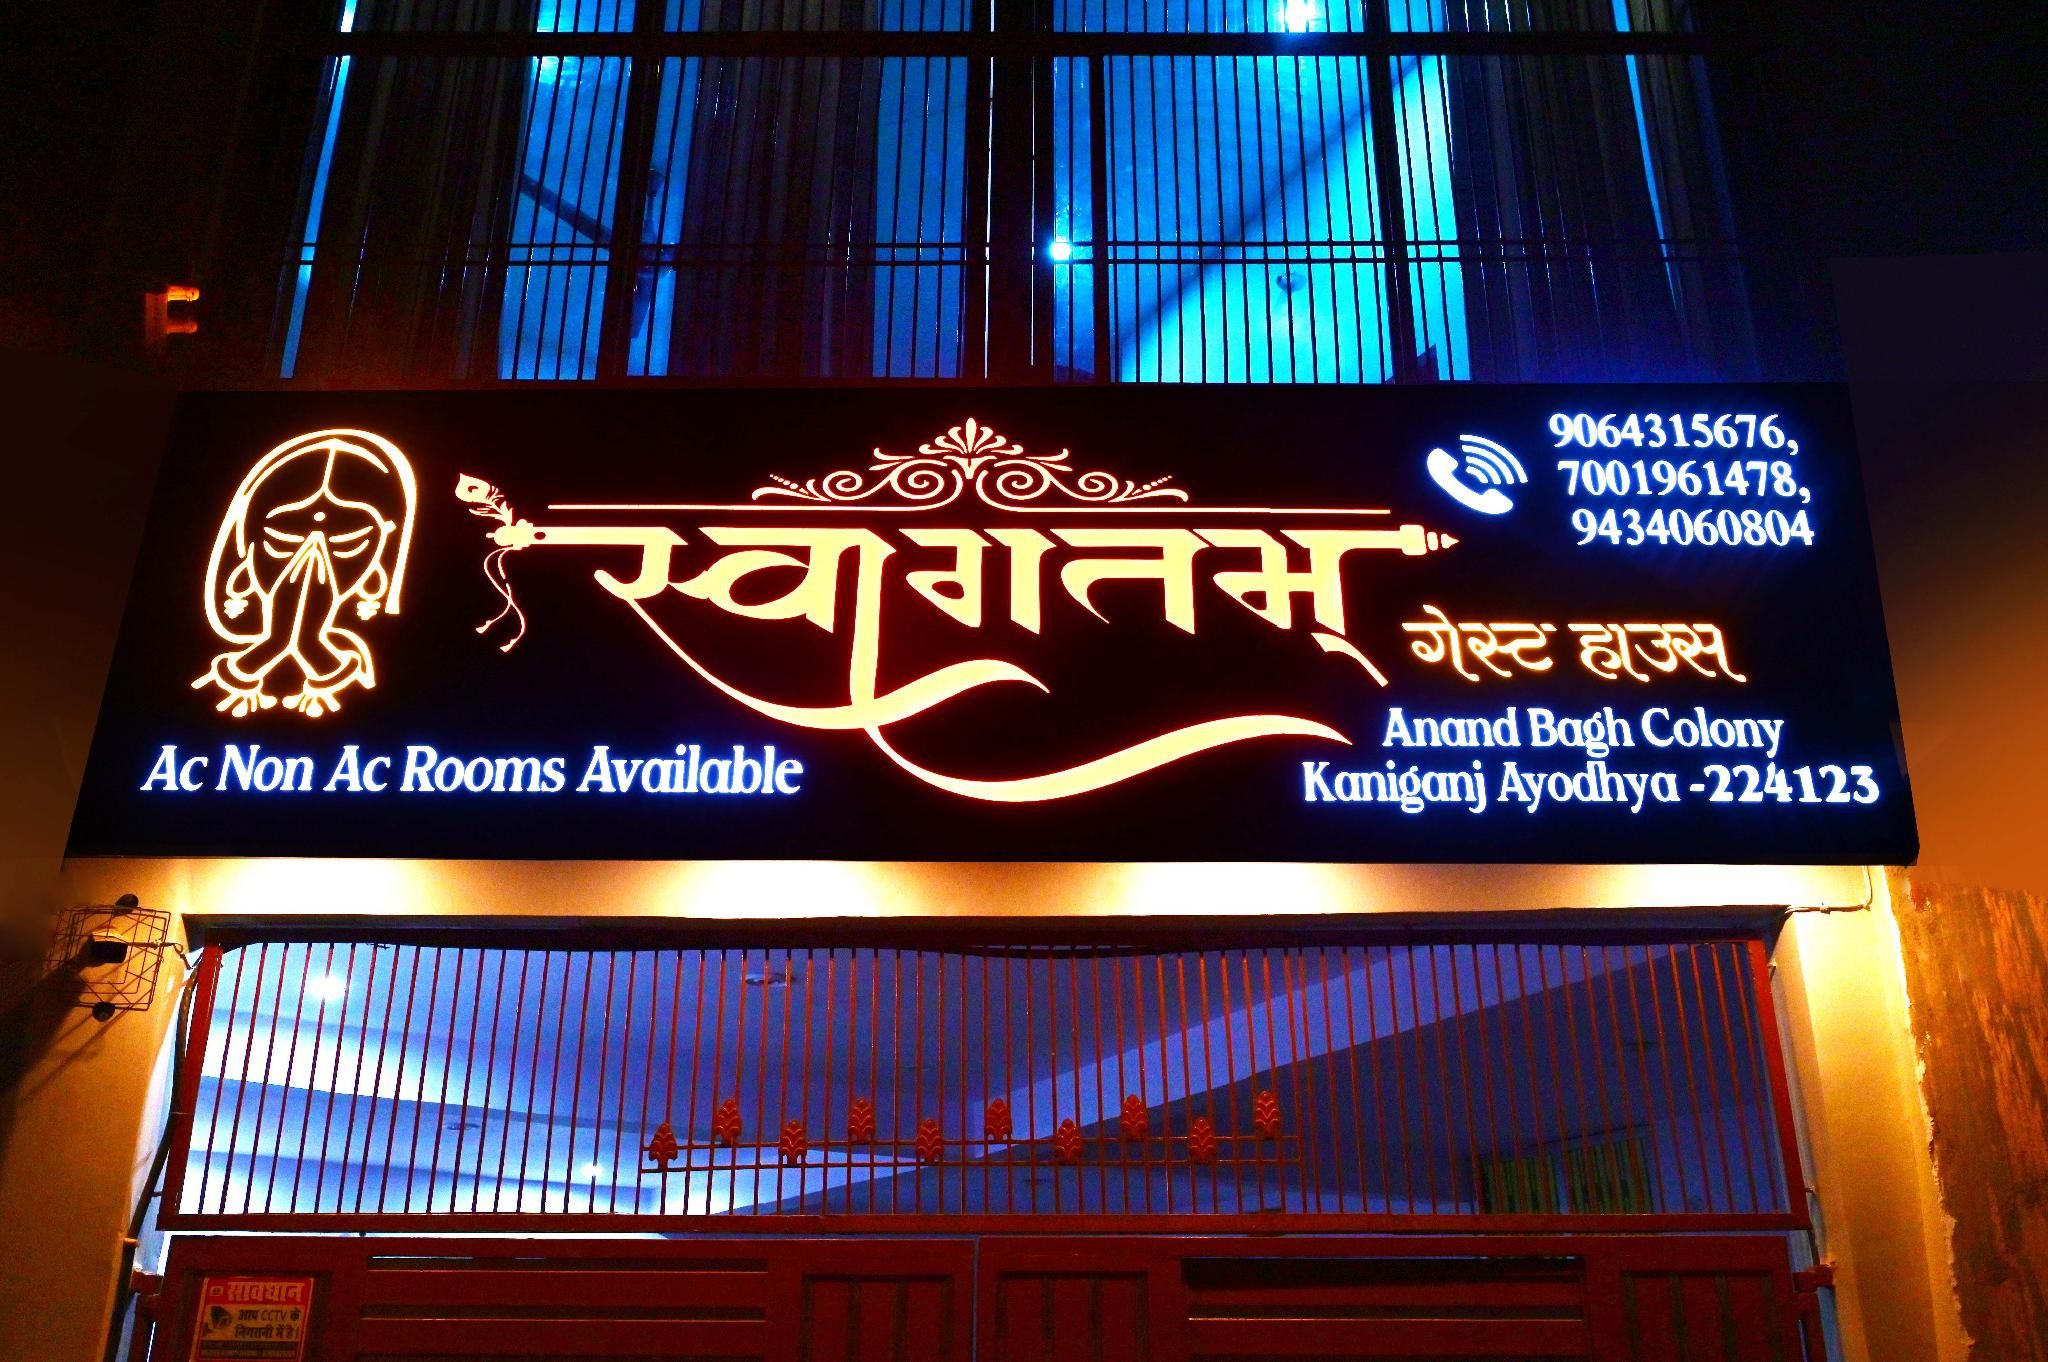 9064315676,
7001961478,
9434060804
स्वागतम्
गेस्ट हाउस
Ac Non Ac Rooms Available
Anand Bagh Colony
Kaniganj Ayodhya -224123
सावधान
आप CCTV के
निगरानी में है।